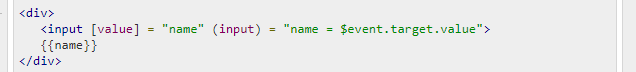 <div>
<input [value] = "name" (input) = "name = $event.target.value">
{{name}}
</div>